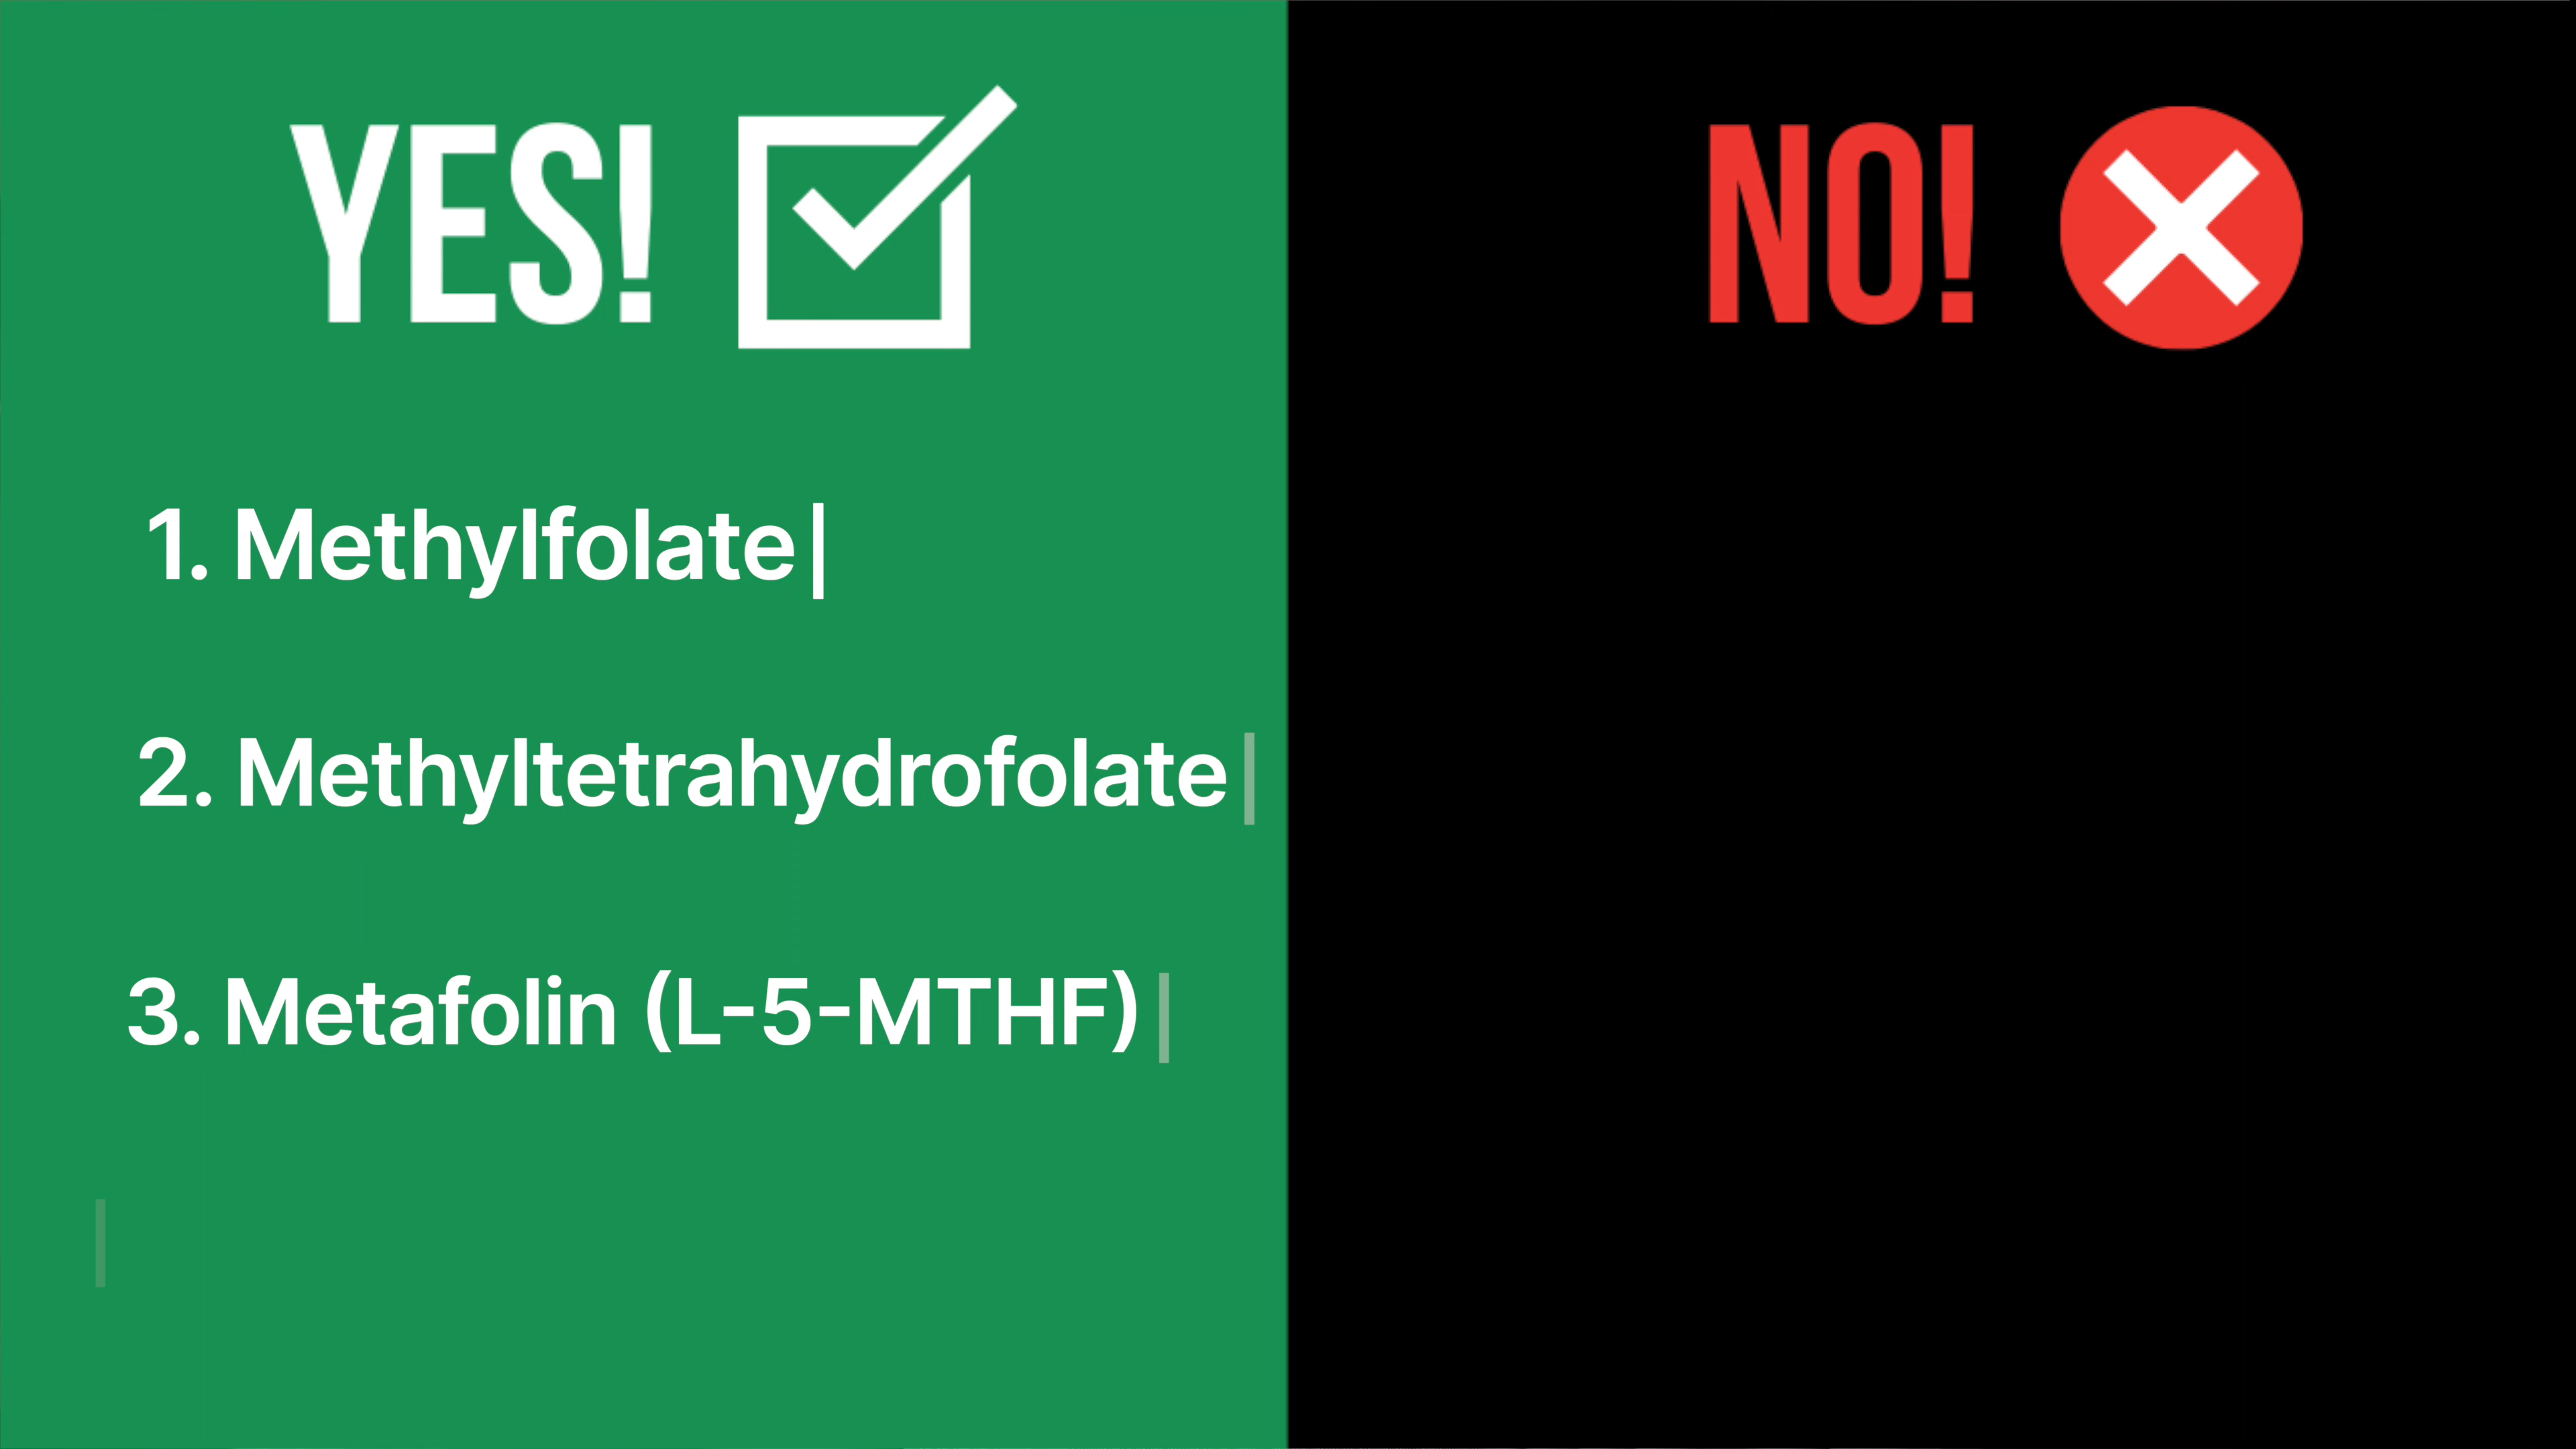 YES!
NO!
1. Methylfolate
2. Methyltetrahydrofolate
3. Metafolin (L-5-MTHF)